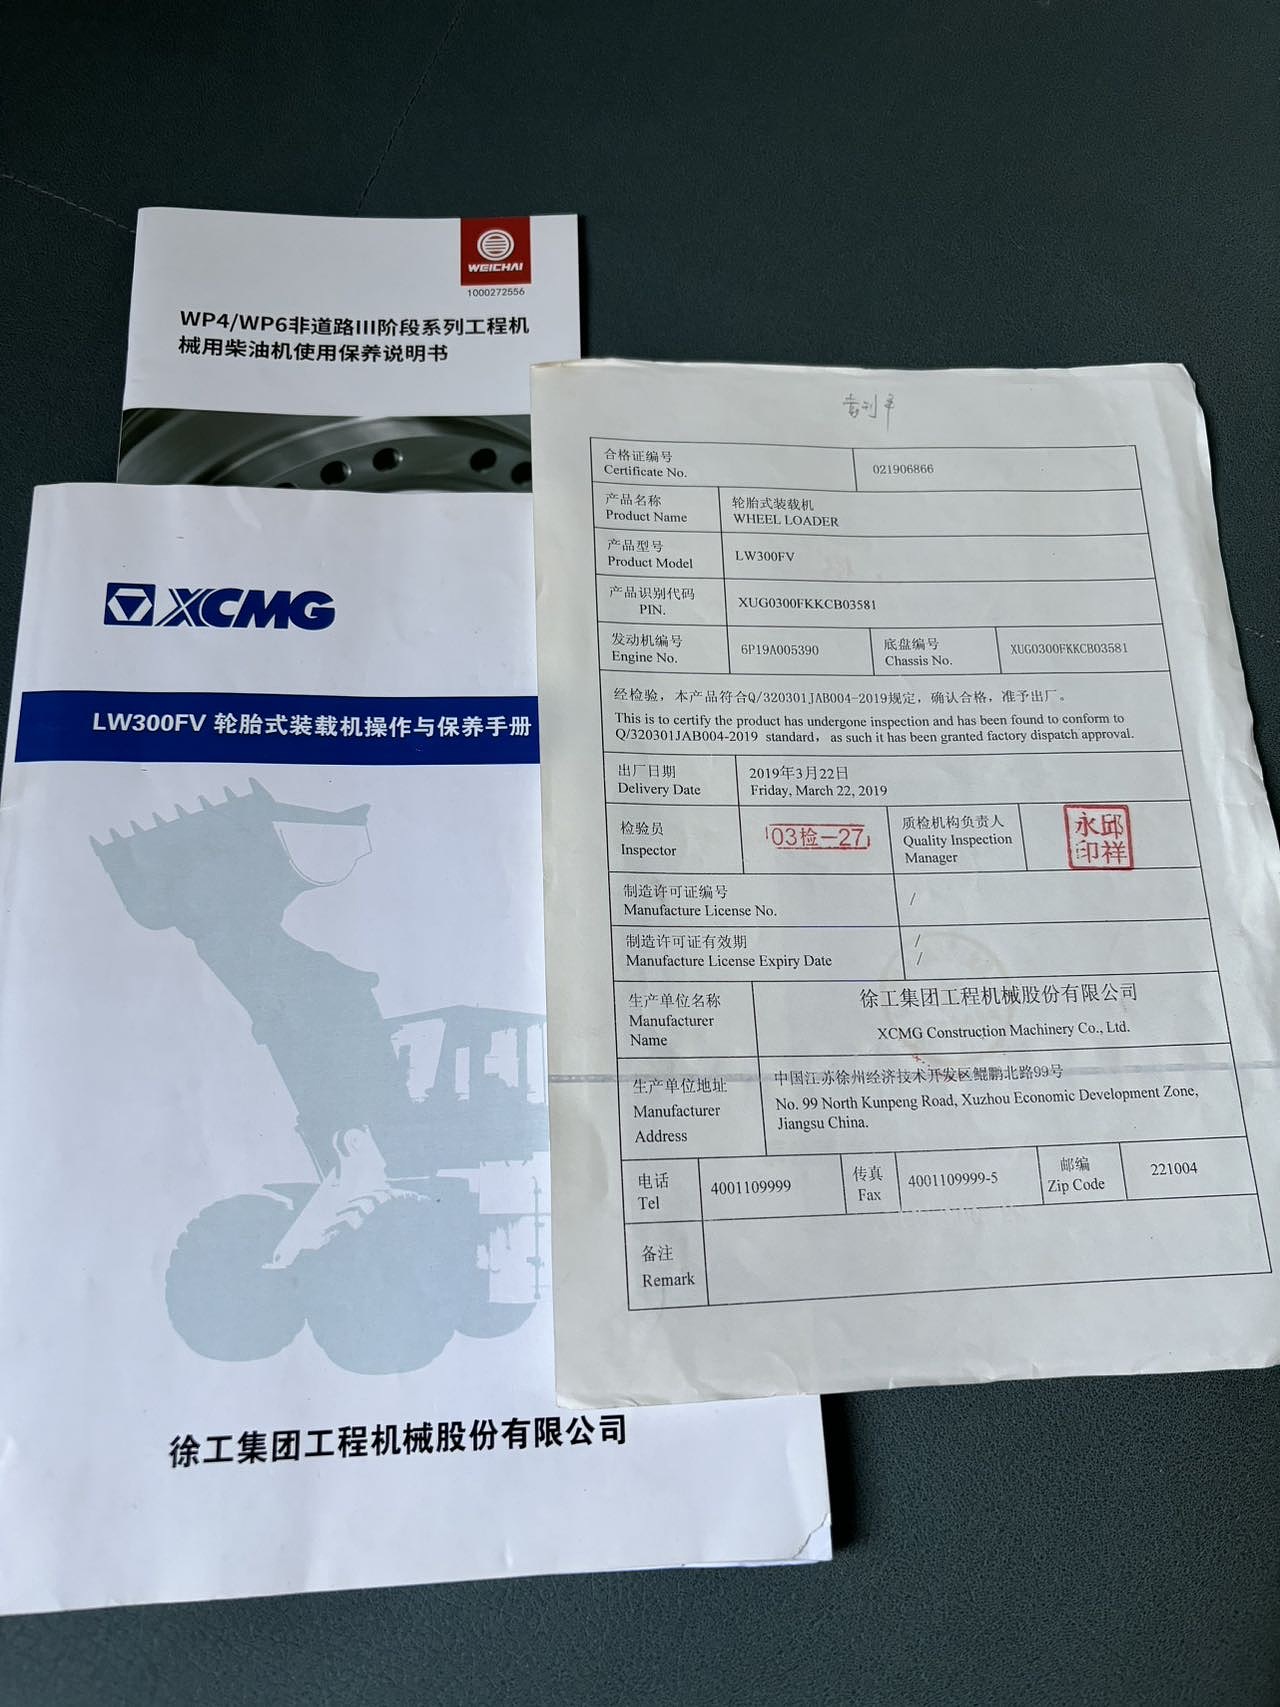 WEICHAI
1000272556
WP4/WP6非道路III阶段系列工程机
械用柴油机使用保养说明书
XCMG
LW300FV 轮胎式装载机操作与保养手册
徐工集团工程机械股份有限公司
合格证编号
Certificate No.
021906866
产品名称
Product Name
轮胎式装载机
WHEEL LOADER
产品型号
Product Model
LW300FV
产品识别代码
PIN.
XUG0300FKKCB03581
发动机编号
Engine No.
6P19A005390
底盘编号
Chassis No.
XUG0300FKKCB03581
经检验，本产品符合Q/320301JAB004-2019规定，确认合格，准予出厂。
This is to certify the product has undergone inspection and has been found to conform to
Q/320301JAB004-2019 standard, as such it has been granted factory dispatch approval.
出厂日期
Delivery Date
2019年3月22日
Friday, March 22, 2019
检验员
Inspector
03检-27
质检机构负责人
Quality Inspection
Manager
永邱
印祥
制造许可证编号
Manufacture License No.
/
制造许可证有效期
Manufacture License Expiry Date
/
/
生产单位名称
Manufacturer
Name
徐工集团工程机械股份有限公司
XCMG Construction Machinery Co., Ltd.
生产单位地址
Manufacturer
Address
中国江苏徐州经济技术开发区鲲鹏北路99号
No. 99 North Kunpeng Road, Xuzhou Economic Development Zone,
Jiangsu China.
电话
Tel
4001109999
传真
Fax
4001109999-5
邮编
Zip Code
221004
备注
Remark